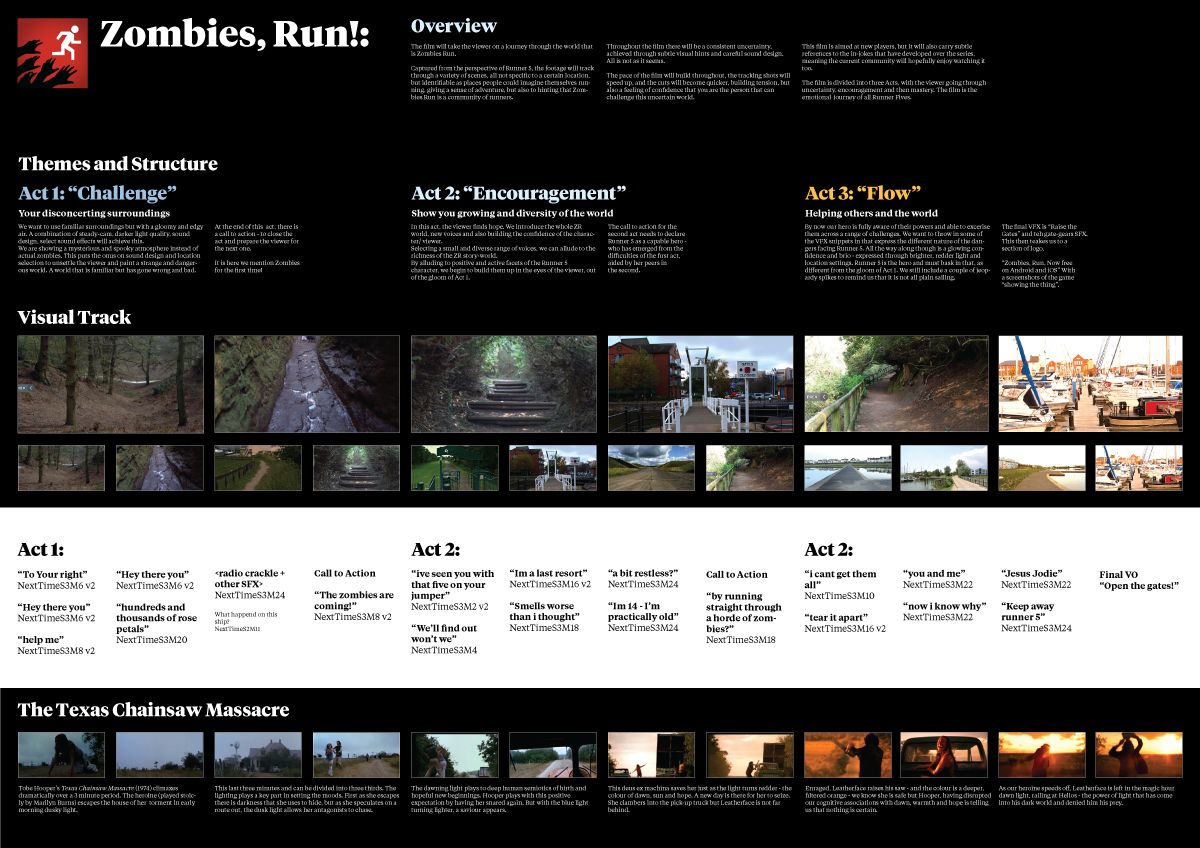 Zombies, Run!:
Overview
The film will take the viewer on a journey through the world that
is Zombies Run.
Captured from the perspective of Runner 5, the footage will track
through a variety of scenes, all not specific to a certain location,
but identifiable as places people could imagine themselves run-
ning, giving a sense of adventure, but also to hinting that Zom-
bies Run is a community of runners.
Throughout the film there will be a consistent uncertainty,
achieved through subtle visual hints and careful sound design.
All is not as it seems.
The pace of the film will build throughout, the tracking shots will
speed up, and the cuts will become quicker, building tension, but
also a feeling of confidence that you are the person that can
challenge this uncertain world.
This film is aimed at new players, but it will also carry subtle
references to the in-jokes that have developed over the series,
meaning the current community will hopefully enjoy watching it
too.
The film is divided into three Acts, with the viewer going through
uncertainty, encouragement and then mastery. The film is the
emotional journey of all Runner Fives.
Themes and Structure
Act 1: “Challenge”
Your disconcerting surroundings
We want to use familiar surroundings but with a gloomy and edgy
air. A combination of steady-cam, darker light quality, sound
design, select sound effects will achieve this.
We are showing a mysterious and spooky atmosphere instead of
actual zombies. This puts the onus on sound design and location
selection to unsettle the viewer and paint a strange and danger-
ous world. A world that is familiar but has gone wrong and bad.
At the end of this act, there is
a call to action - to close the
act and prepare the viewer for
the next one.
It is here we mention Zombies
for the first time!
Act 2: “Encouragement”
Show you growing and diversity of the world
In this act, the viewer finds hope. We introduce the whole ZR
world, new voices and also building the confidence of the charac-
ter/viewer.
Selecting a small and diverse range of voices, we can allude to the
richness of the ZR story-world.
By alluding to positive and active facets of the Runner 5
character, we begin to build them up in the eyes of the viewer, out
of the gloom of Act 1.
The call to action for the
second act needs to declare
Runner 5 as a capable hero -
who has emerged from the
difficulties of the first act,
aided by her peers in
the second.
Act 3: “Flow”
Helping others and the world
By now our hero is fully aware of their powers and able to excerise
them across a range of challenges. We want to throw in some of
the VFX snippets in that express the different nature of the dan-
gers facing Runner 5. All the way along though is a glowing con-
fidence and brio - expressed through brighter, redder light and
location settings. Runner 5 is the hero and must bask in that, as
different from the gloom of Act 1. We still include a couple of jeop-
ardy spikes to remind us that it is not all plain sailing.
The final VFX is “Raise the
Gates” and teh gate-gears SFX.
This then teakes us to a
section of logo.
“Zombies, Run. Now free
on Android and iOS” With
a screenshots of the game
“showing the thing”.
Visual Track
Act 1:
“To Your right”
NextTimeS3M6 v2
“Hey there you”
NextTimeS3M6 v2
“help me”
NextTimeS3M8 v2
“Hey there you”
NextTimeS3M6 v2
“hundreds and
thousands of rose
petals”
NextTimeS3M20
<radio crackle +
other SFX>
NextTimeS3M24
What happend on this
ship?
NextTimeS2M11
Call to Action
“The zombies are
coming!”
NextTimeS3M8 v2
Act 2:
“ive seen you with
that five on your
jumper”
NextTimeS3M2 v2
“We’ll find out
won’t we”
NextTimeS3M4
“Im a last resort”
NextTimeS3M16 v2
“Smells worse
than i thought”
NextTimeS3M18
“a bit restless?”
NextTimeS3M24
“Im 14 - I’m
practically old”
NextTimeS3M24
Call to Action
“by running
straight through
a horde of zom-
bies?”
NextTimeS3M18
Act 2:
“i cant get them
all”
NextTimeS3M10
“tear it apart”
NextTimeS3M16 v2
“you and me”
NextTimeS3M22
“now i know why”
NextTimeS3M22
“Jesus Jodie”
NextTimeS3M22
“Keep away
runner 5”
NextTimeS3M24
Final VO
“Open the gates!”
The Texas Chainsaw Massacre
Tobe Hooper’s Texas Chainsaw Massacre (1974) climaxes
dramatically over a 3 minute period. The heroine (played stole-
ly by Marilyn Burns) escapes the house of her torment in early
morning dusky light.
This last three minutes and can be divided into three thirds. The
lighting plays a key part in setting the moods. First as she escapes
there is darkness that she uses to hide, but as she speculates on a
route out, the dusk light allows her tormentors to chase.
The dawning light plays to deep human semiotics of birth and
hopeful new beginnings. Hooper plays with this positive
expectation by having her snared again. But with the blue light
turning lighter, a saviour appears.
This deus ex machina saves her just as the light turns redder - the
colour of dawn, sun and hope. A new day is there for her to seize.
She clambers into the pick-up truck but Leatherface is not far
behind.
Enraged, Leatherface raises his saw - and the colour is a deeper,
filtered orange - we know she is safe but Hooper, having disrupted
our cognitive associations with dawn, warmth and hope is telling
us that nothing is certain.
As our heroine speeds off, Leatherface is left in the magic hour
dawn light, railing at Helios - the power of light that has come
into his dark world and denied him his prey.